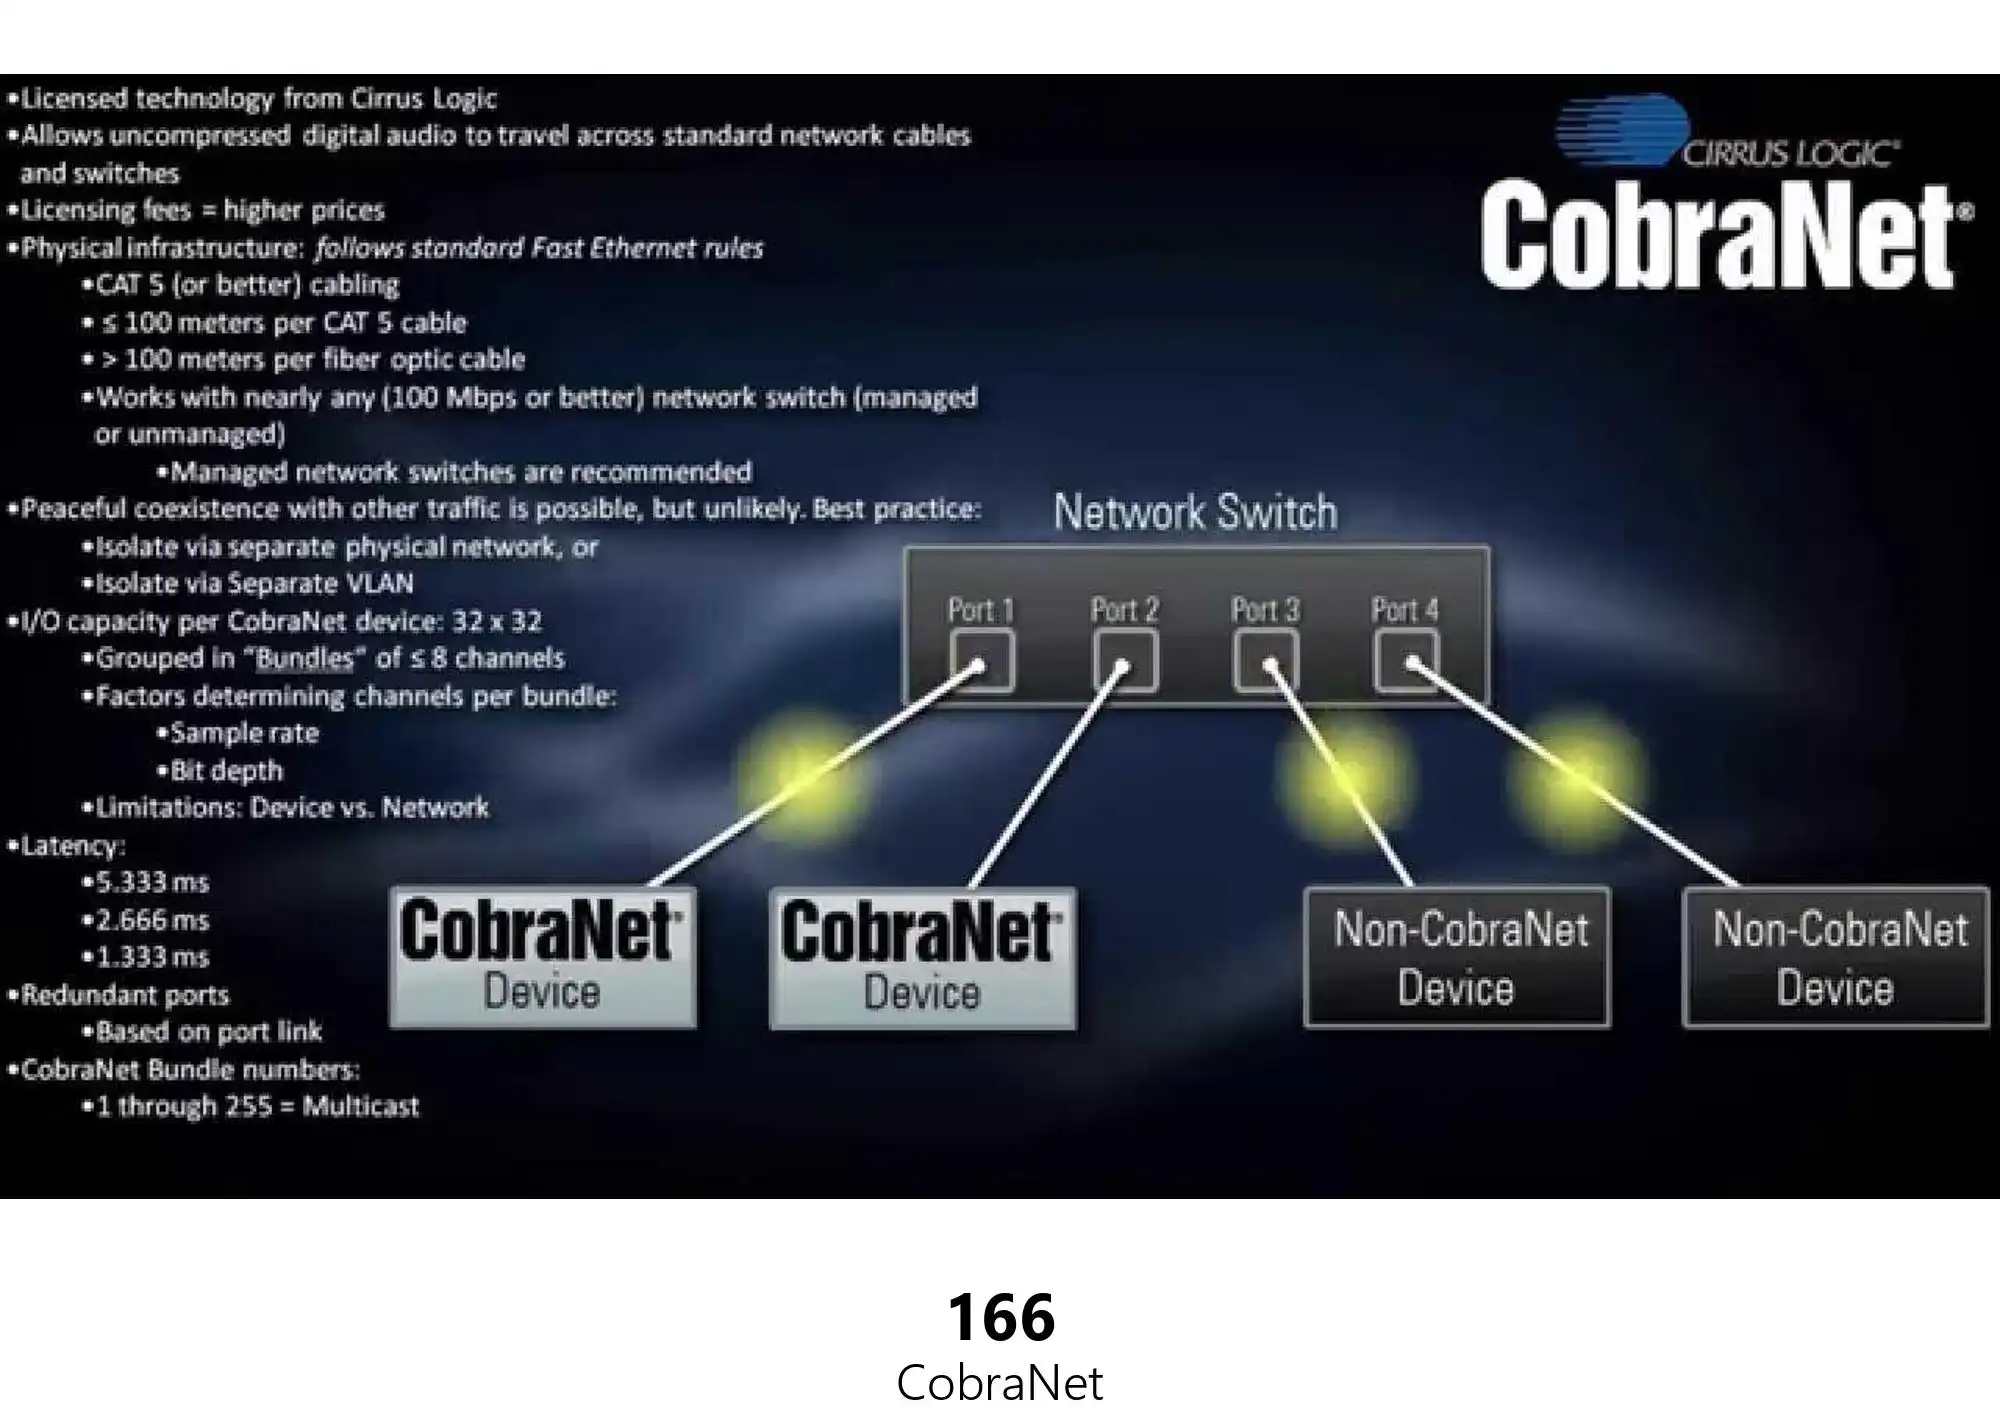 •Licensed technology from Cirrus Logic
•Allows uncompressed digital audio to travel across standard network cables
and switches
•Licensing fees = higher prices
•Physical infrastructure: follows standard Fast Ethernet rules
•CAT 5 (or better) cabling
• ≤ 100 meters per CAT 5 cable
• > 100 meters per fiber optic cable
•Works with nearly any (100 Mbps or better) network switch (managed
or unmanaged)
•Managed network switches are recommended
•Peaceful coexistence with other traffic is possible, but unlikely. Best practice:
•Isolate via separate physical network, or
•Isolate via Separate VLAN
•I/O capacity per CobraNet device: 32 x 32
•Grouped in “Bundles” of ≤ 8 channels
•Factors determining channels per bundle:
•Sample rate
•Bit depth
•Limitations: Device vs. Network
•Latency:
•5.333 ms
•2.666 ms
•1.333 ms
•Redundant ports
•Based on port link
•CobraNet Bundle numbers:
•1 through 255 = Multicast
CIRRUS LOGIC®
CobraNet®
Network Switch
Port 1 Port 2 Port 3 Port 4
CobraNet®
Device
CobraNet®
Device
Non-CobraNet
Device
Non-CobraNet
Device
166
CobraNet